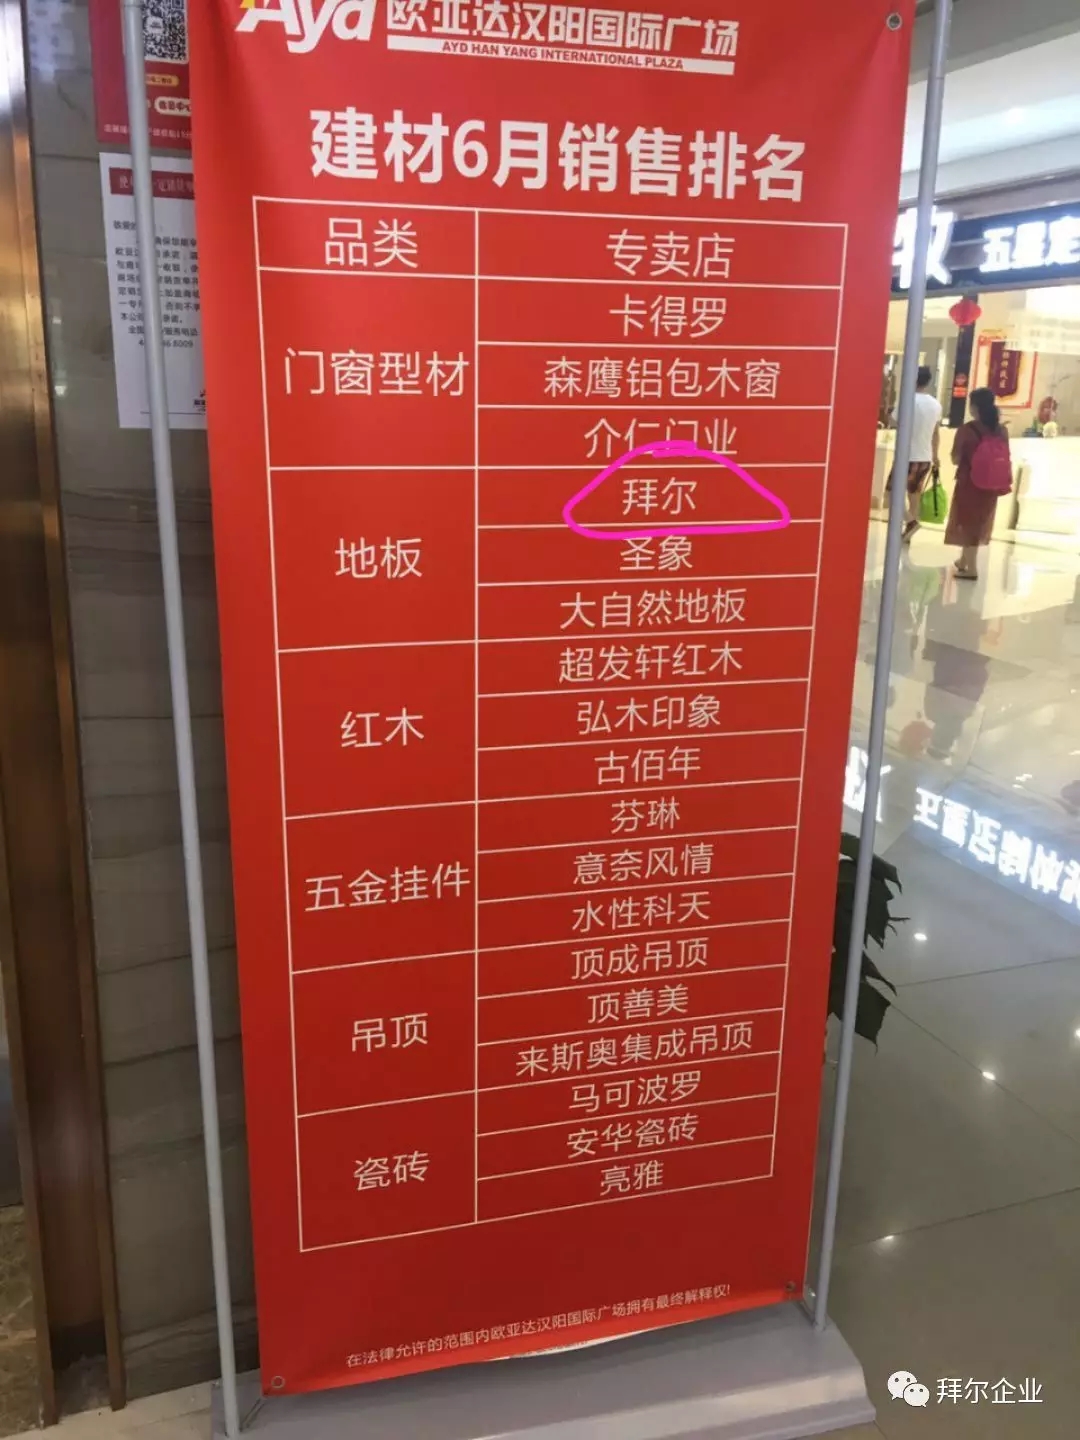 Aya 欧亚达汉阳国际广场
AYD HAN YANG INTERNATIONAL PLAZA
建材6月销售排名
品类 专卖店
门窗型材 卡得罗
森鹰铝包木窗
介仁门业
地板 拜尔
圣象
大自然地板
红木 超发轩红木
弘木印象
古佰年
五金挂件 芬琳
意奈风情
水性科天
吊顶 顶成吊顶
顶善美
来斯奥集成吊顶
瓷砖 马可波罗
安华瓷砖
亮雅
在法律允许的范围内欧亚达汉阳国际广场拥有最终解释权!
牧 五星定
拜尔企业